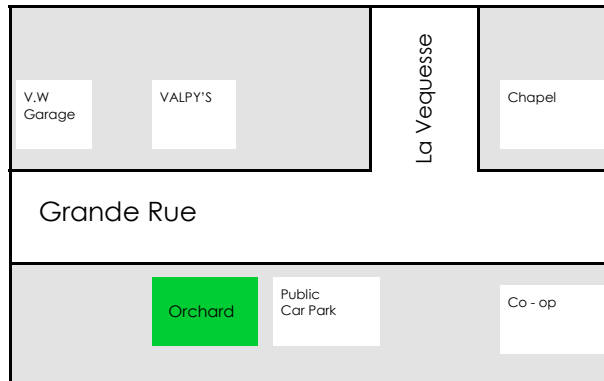 La Vequesse
V.W
Garage
VALPY'S
Chapel
Grande Rue
Orchard
Public
Car Park
Co - op